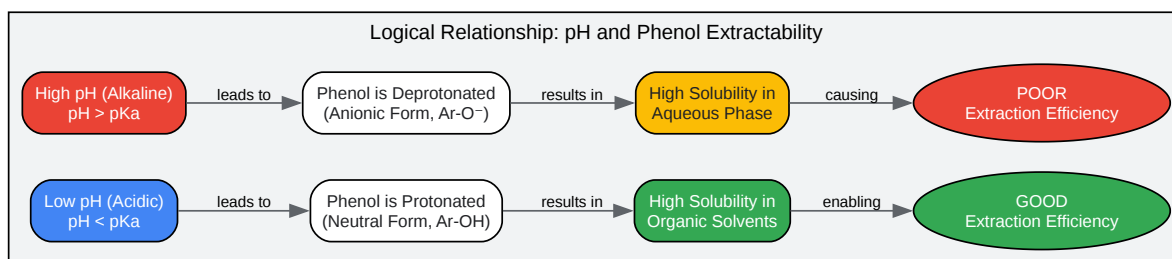 Logical Relationship: pH and Phenol Extractability
High pH (Alkaline)
pH > pKa
leads to
Phenol is Deprotonated
(Anionic Form, Ar-O⁻)
results in
High Solubility in
Aqueous Phase
causing
POOR
Extraction Efficiency
Low pH (Acidic)
pH < pKa
leads to
Phenol is Protonated
(Neutral Form, Ar-OH)
results in
High Solubility in
Organic Solvents
enabling
GOOD
Extraction Efficiency